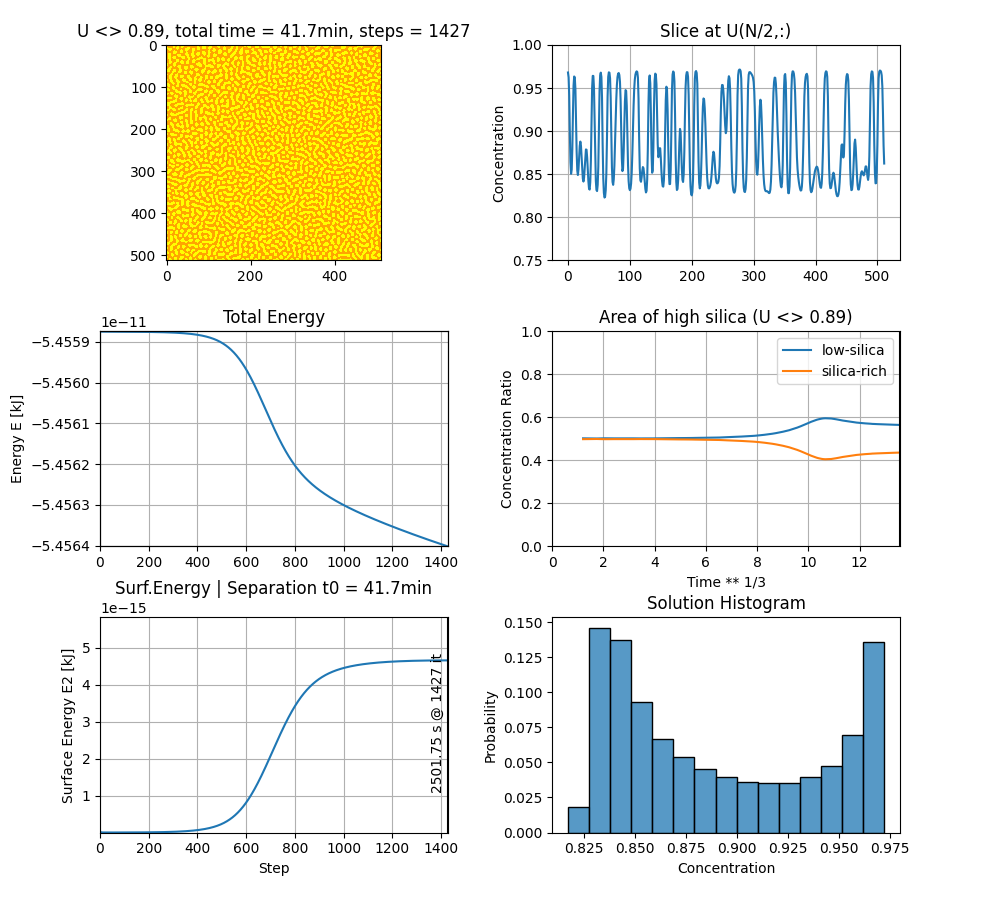 U <> 0.89, total time = 41.7min, steps = 1427
0
100
200
300
400
500
0 200 400
Slice at U(N/2,:)
Concentration
1.00
0.95
0.90
0.85
0.80
0.75
0 100 200 300 400 500
Total Energy
1e−11
Energy E [kJ]
−5.4559
−5.4560
−5.4561
−5.4562
−5.4563
−5.4564
0 200 400 600 800 1000 1200 1400
Area of high silica (U <> 0.89)
low-silica
silica-rich
Concentration Ratio
1.0
0.8
0.6
0.4
0.2
0.0
0 2 4 6 8 10 12
Time ** 1/3
Surf.Energy | Separation t0 = 41.7min
1e−15
Surface Energy E2 [kJ]
5
4
3
2
1
2501.75 s @ 1427 it
0 200 400 600 800 1000 1200 1400
Step
Solution Histogram
Probability
0.150
0.125
0.100
0.075
0.050
0.025
0.000
0.825 0.850 0.875 0.900 0.925 0.950 0.975
Concentration